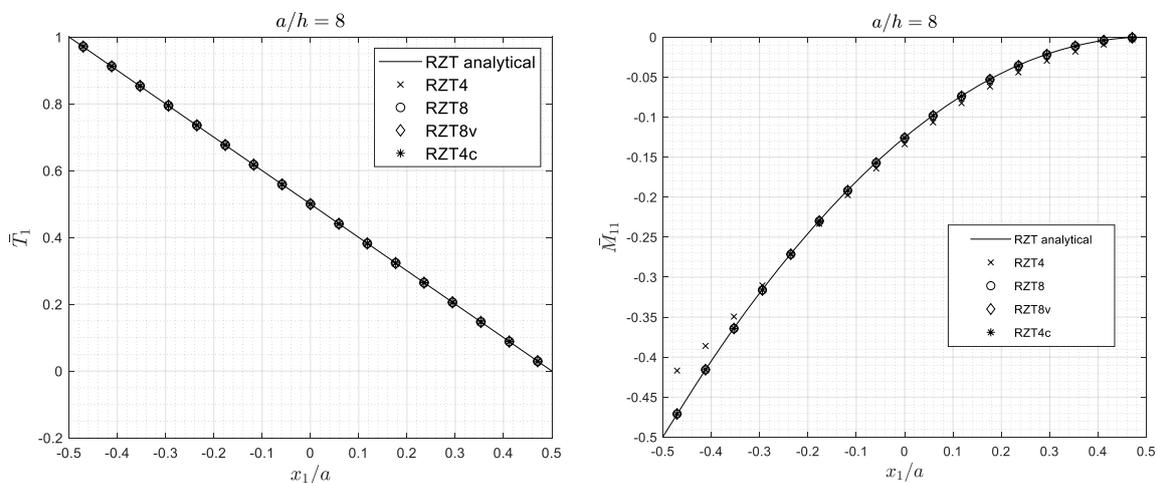 a/h = 8
1
0.8
0.6
0.4
0.2
0
-0.2
T̄₁
RZT analytical
RZT4
RZT8
RZT8v
RZT4c
-0.5 -0.4 -0.3 -0.2 -0.1 0 0.1 0.2 0.3 0.4 0.5
x₁/a
a/h = 8
0
-0.05
-0.1
-0.15
-0.2
-0.25
-0.3
-0.35
-0.4
-0.45
-0.5
M̄₁₁
RZT analytical
RZT4
RZT8
RZT8v
RZT4c
-0.5 -0.4 -0.3 -0.2 -0.1 0 0.1 0.2 0.3 0.4 0.5
x₁/a